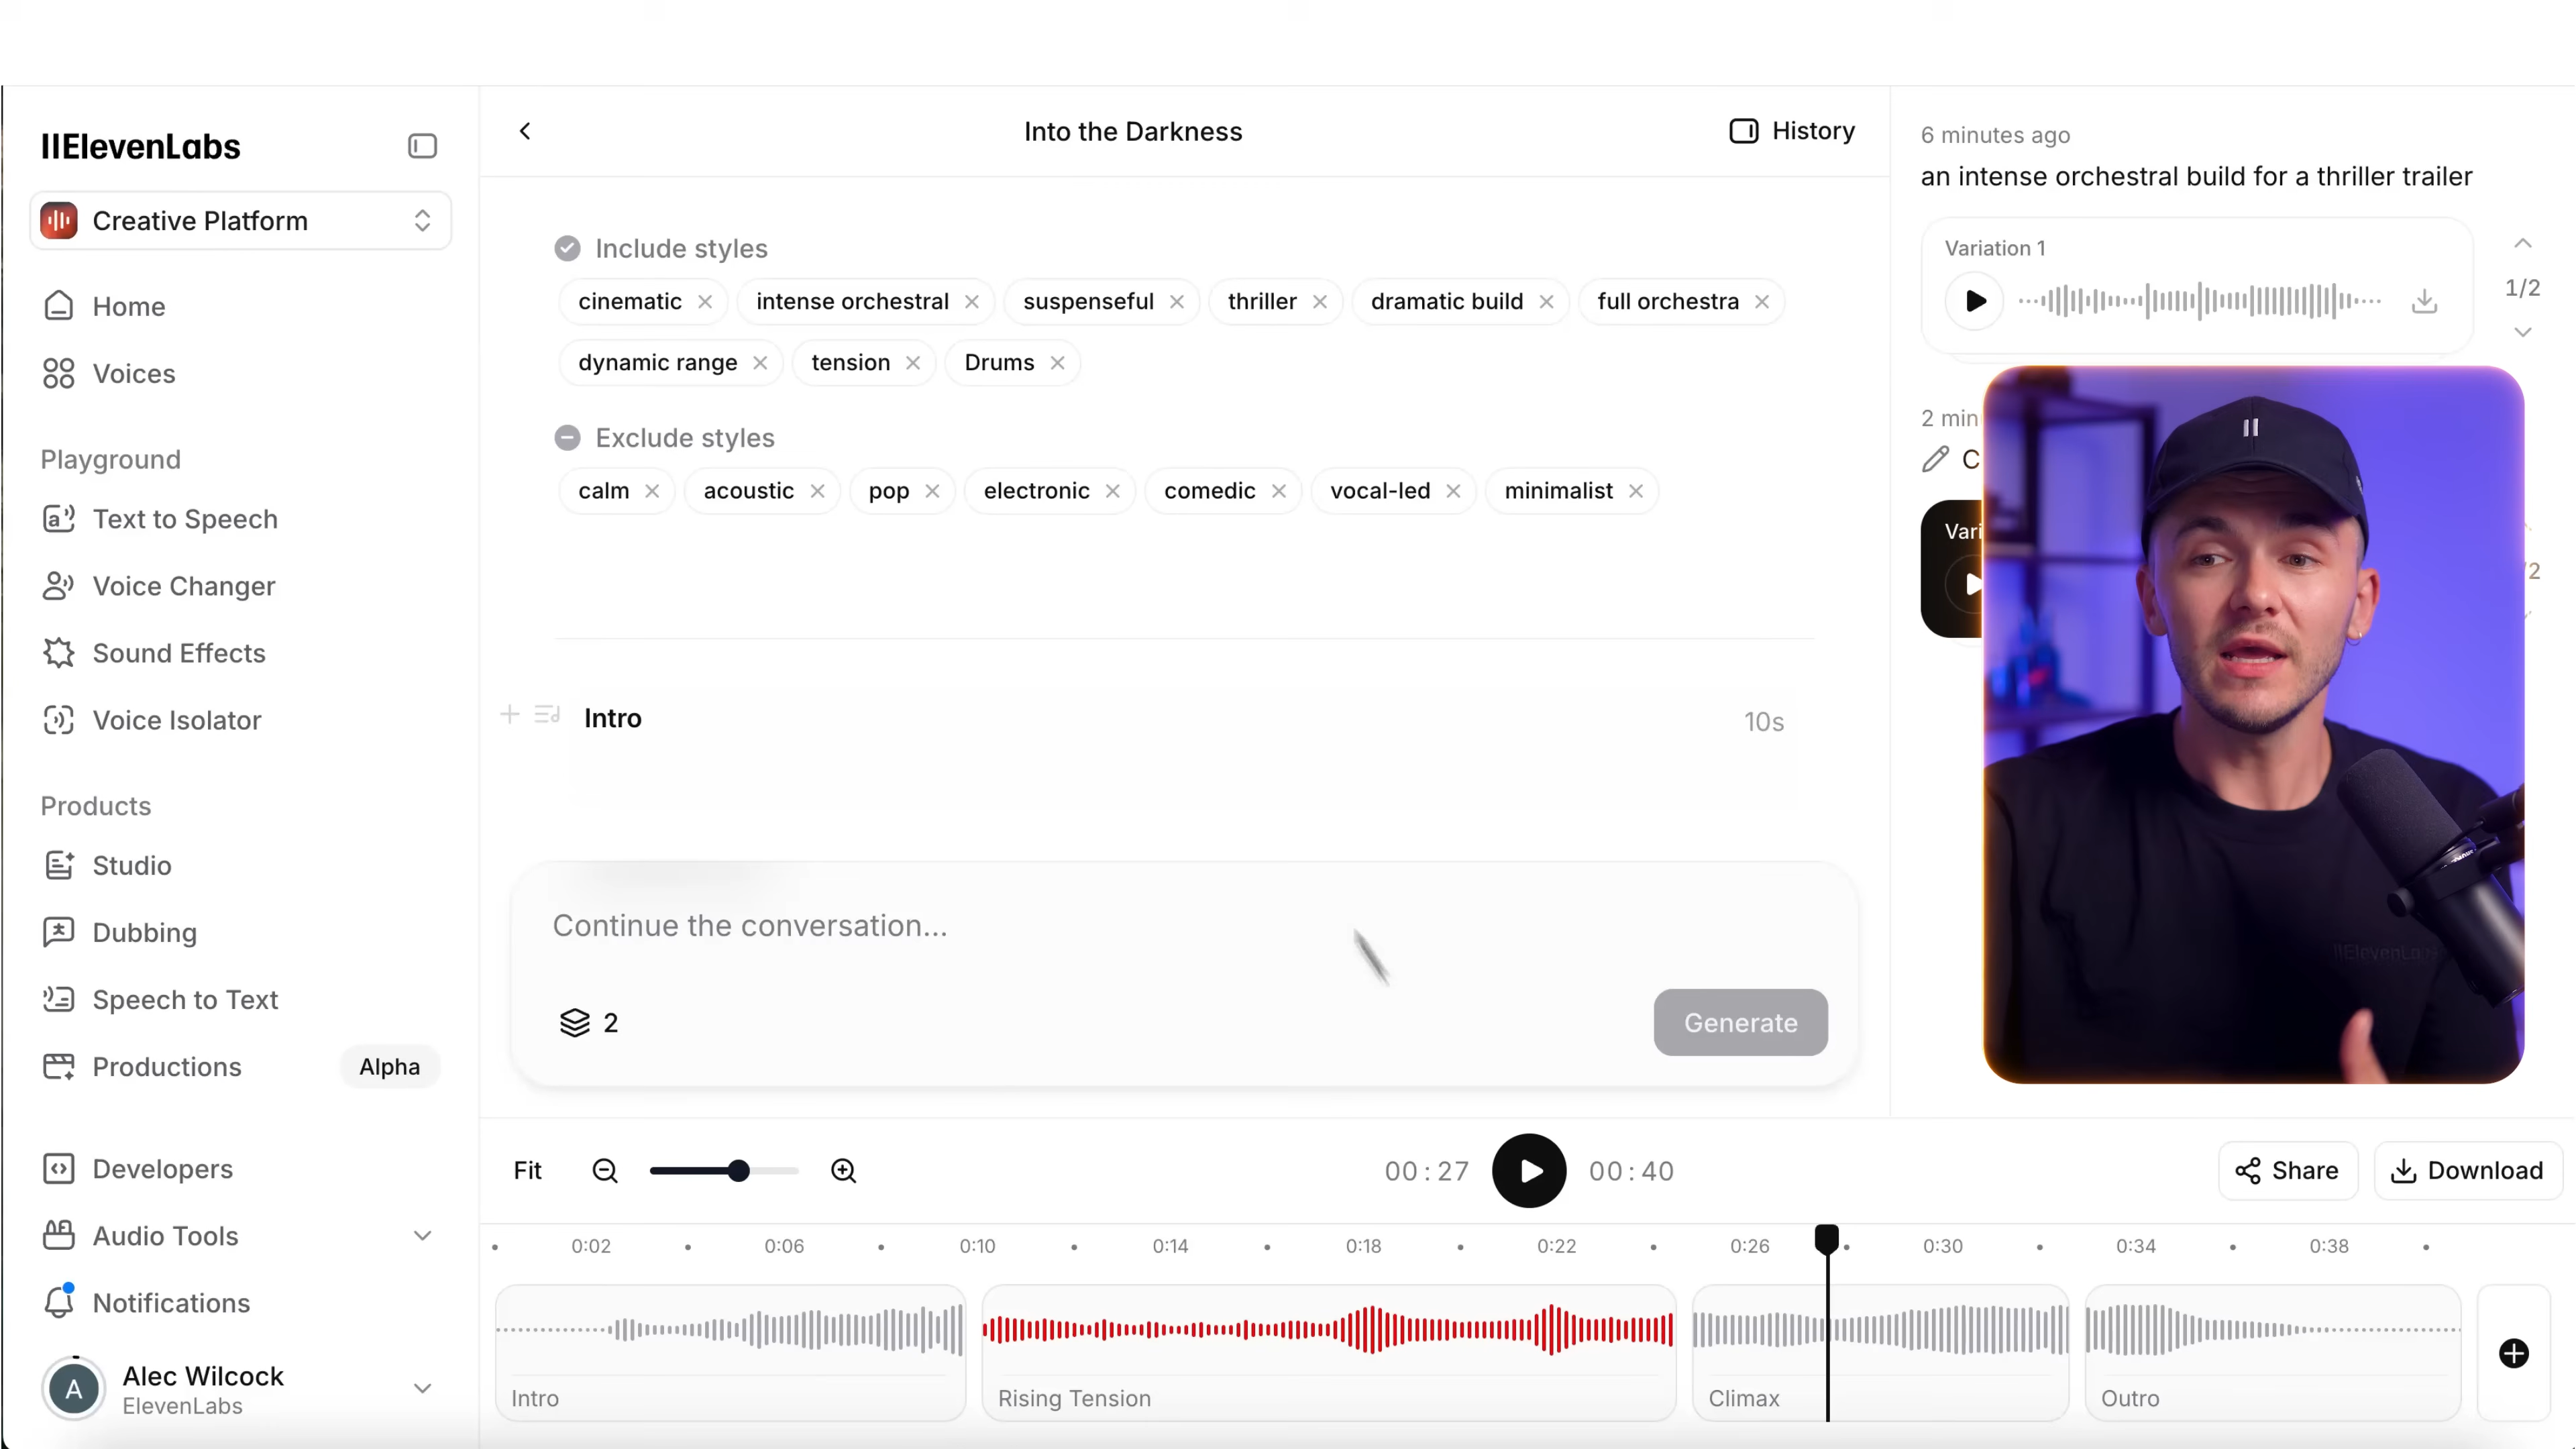 IIElevenLabs
Creative Platform
Home
Voices
Playground
Text to Speech
Voice Changer
Sound Effects
Voice Isolator
Products
Studio
Dubbing
Speech to Text
Productions Alpha
Developers
Audio Tools
Notifications
A
Alec Wilcock
ElevenLabs
Into the Darkness
History
Include styles
cinematic intense orchestral suspenseful thriller dramatic build full orchestra
dynamic range tension Drums
Exclude styles
calm acoustic pop electronic comedic vocal-led minimalist
Intro 10s
Continue the conversation...
2
Generate
6 minutes ago
an intense orchestral build for a thriller trailer
Variation 1
1/2
2 min
C
Vari
/2
IIElevenLabs
Fit
00:27 00:40
Share Download
0:02 0:06 0:10 0:14 0:18 0:22 0:26 0:30 0:34 0:38
Intro Rising Tension Climax Outro